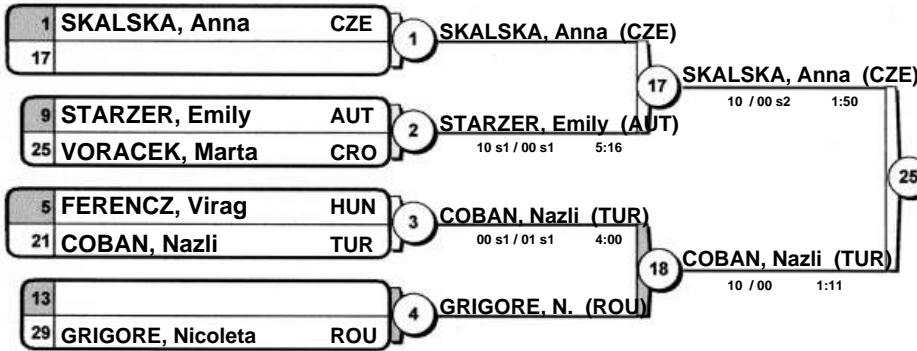 1 SKALSKA, Anna CZE
17
1
SKALSKA, Anna (CZE)
9 STARZER, Emily AUT
25 VORACEK, Marta CRO
2
STARZER, Emily (AUT)
10 s1 / 00 s1 5:16
17
SKALSKA, Anna (CZE)
10 / 00 s2 1:50
5 FERENCZ, Virag HUN
21 COBAN, Nazli TUR
3
COBAN, Nazli (TUR)
00 s1 / 01 s1 4:00
13
29 GRIGORE, Nicoleta ROU
4
GRIGORE, N. (ROU)
18
COBAN, Nazli (TUR)
10 / 00 1:11
25